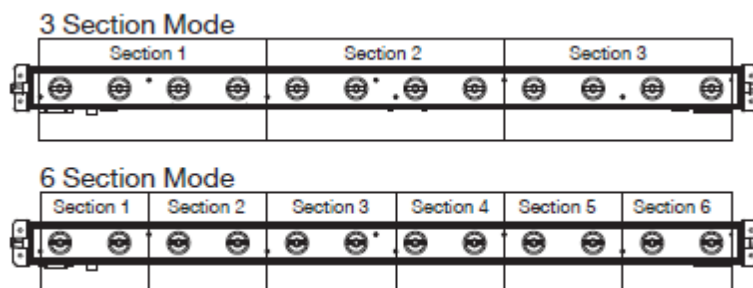 3 Section Mode
Section 1 Section 2 Section 3
6 Section Mode
Section 1 Section 2 Section 3 Section 4 Section 5 Section 6